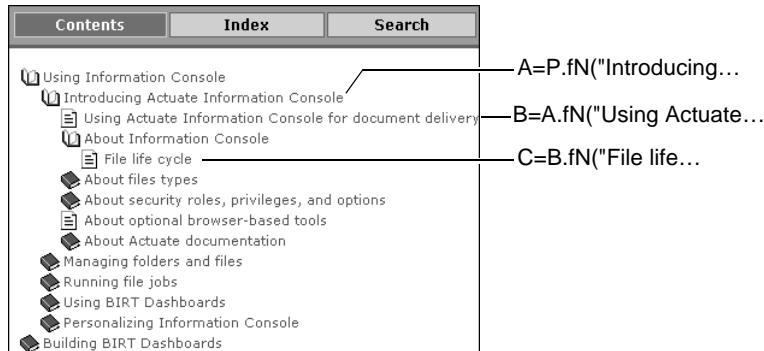 Contents Index Search
Using Information Console
Introducing Actuate Information Console
A=P.fN("Introducing…
Using Actuate Information Console for document delivery
B=A.fN("Using Actuate…
About Information Console
File life cycle
C=B.fN("File life…
About files types
About security roles, privileges, and options
About optional browser-based tools
About Actuate documentation
Managing folders and files
Running file jobs
Using BIRT Dashboards
Personalizing Information Console
Building BIRT Dashboards